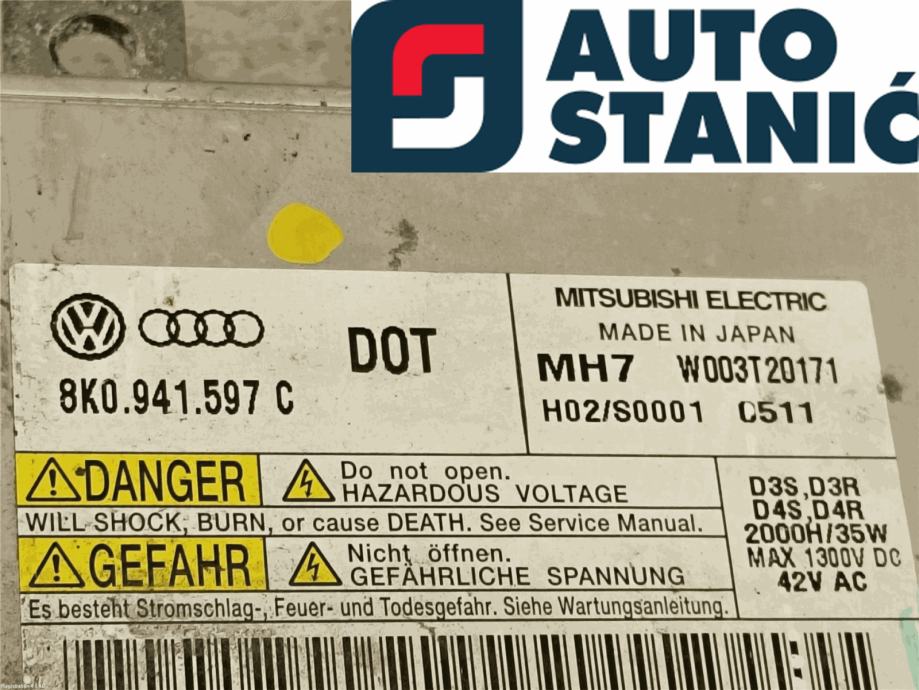 AUTO
STANIĆ
8K0.941.597 C
DOT
MITSUBISHI ELECTRIC
MADE IN JAPAN
MH7 W003T20171
H02/S0001 0511
DANGER
Do not open.
HAZARDOUS VOLTAGE
WILL SHOCK, BURN, or cause DEATH. See Service Manual.
GEFAHR
Nicht öffnen.
GEFÄHRLICHE SPANNUNG
Es besteht Stromschlag-, Feuer- und Todesgefahr. Siehe Wartungsanleitung.
D3S,D3R
D4S,D4R
2000H/35W
MAX 1300V DC
42V AC